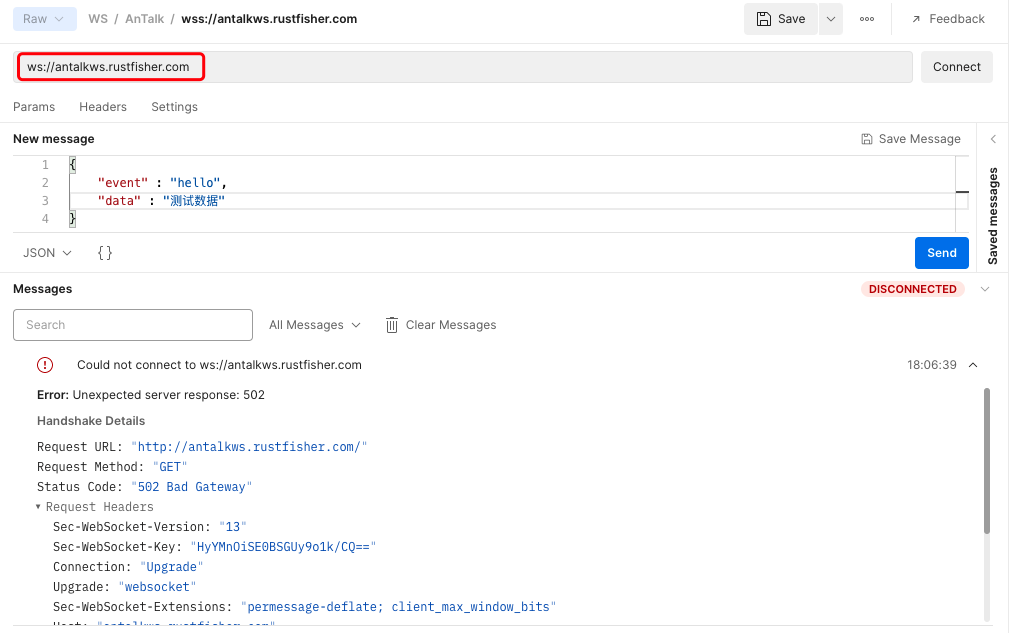 Raw WS / AnTalk / wss://antalkws.rustfisher.com Save Feedback
ws://antalkws.rustfisher.com Connect
Params Headers Settings
New message Save Message
1 {
2 "event" : "hello",
3 "data" : "测试数据"
4 }
Saved messages
JSON {} Send
Messages DISCONNECTED
Search All Messages Clear Messages
Could not connect to ws://antalkws.rustfisher.com 18:06:39
Error: Unexpected server response: 502
Handshake Details
Request URL: "http://antalkws.rustfisher.com/"
Request Method: "GET"
Status Code: "502 Bad Gateway"
Request Headers
Sec-WebSocket-Version: "13"
Sec-WebSocket-Key: "HyYMnOiSE0BSGUy9o1k/CQ=="
Connection: "Upgrade"
Upgrade: "websocket"
Sec-WebSocket-Extensions: "permessage-deflate; client_max_window_bits"
Host: "antalkws.rustfisher.com"